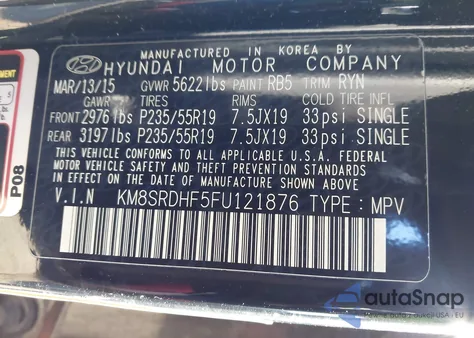 MANUFACTURED IN KOREA BY
HYUNDAI MOTOR COMPANY
MAR/13/15 GVWR 5622lbs PAINT RB5 TRIM RYN
GAWR TIRES RIMS COLD TIRE INFL
FRONT 2976lbs P235/55R19 7.5JX19 33psi SINGLE
REAR 3197lbs P235/55R19 7.5JX19 33psi SINGLE
THIS VEHICLE CONFORMS TO ALL APPLICABLE U.S.A. FEDERAL
MOTOR VEHICLE SAFETY AND THEFT PREVENTION STANDARDS
IN EFFECT ON THE DATE OF MANUFACTURE SHOWN ABOVE.
V.I.N KM8SRDHF5FU121876 TYPE : MPV
P08
autoSnap